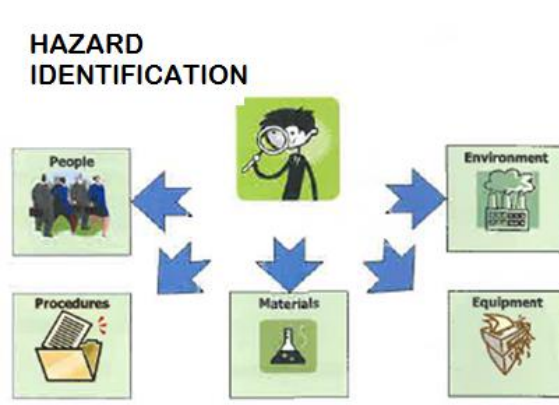 HAZARD
IDENTIFICATION
People
Environment
Procedures
Materials
Equipment